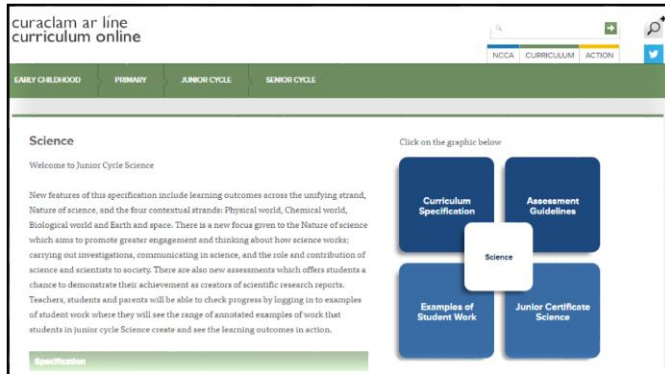 curaclam ar líne
curriculum online
NCCA
CURRICULUM
ACTION
EARLY CHILDHOOD
PRIMARY
JUNIOR CYCLE
SENIOR CYCLE
Science
Welcome to Junior Cycle Science
New features of this specification include learning outcomes across the unifying strand,
Nature of science, and the four contextual strands: Physical world, Chemical world,
Biological world and Earth and space. There is a new focus given to the Nature of science
which aims to promote greater engagement and thinking about how science works;
carrying out investigations, communicating in science, and the role and contribution of
science and scientists to society. There are also new assessments which offers students a
chance to demonstrate their achievement as creators of scientific research reports.
Teachers, students and parents will be able to check progress by logging in to examples
of student work where they will see the range of annotated examples of work that
students in junior cycle Science create and see the learning outcomes in action.
Specification
Click on the graphic below
Curriculum
Specification
Assessment
Guidelines
Science
Examples of
Student Work
Junior Certificate
Science